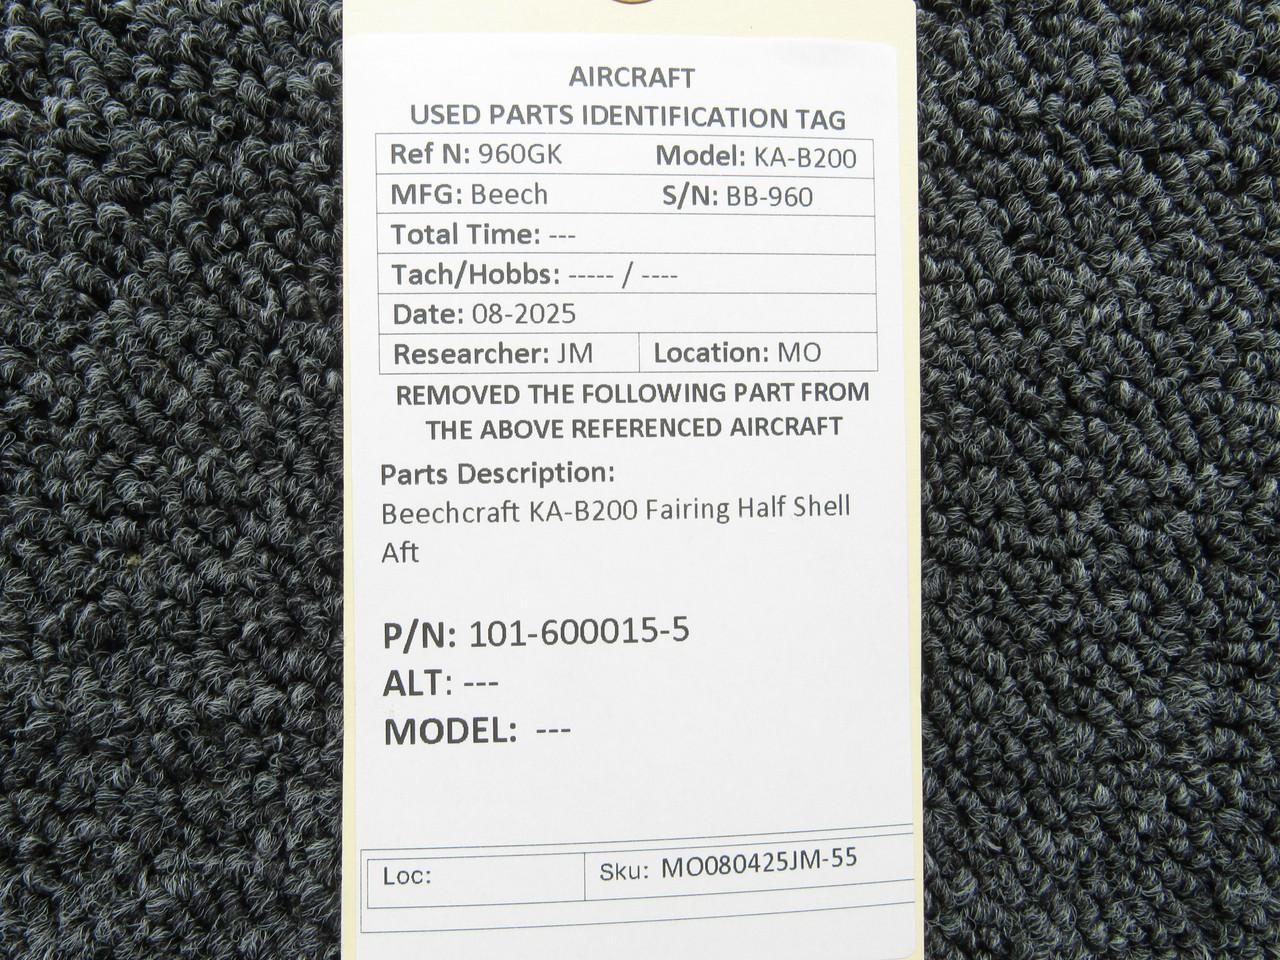 AIRCRAFT
USED PARTS IDENTIFICATION TAG
Ref N: 960GK Model: KA-B200
MFG: Beech S/N: BB-960
Total Time: ---
Tach/Hobbs: ----- / ----
Date: 08-2025
Researcher: JM Location: MO
REMOVED THE FOLLOWING PART FROM
THE ABOVE REFERENCED AIRCRAFT
Parts Description:
Beechcraft KA-B200 Fairing Half Shell
Aft
P/N: 101-600015-5
ALT: ---
MODEL: ---
Loc: Sku: MO080425JM-55